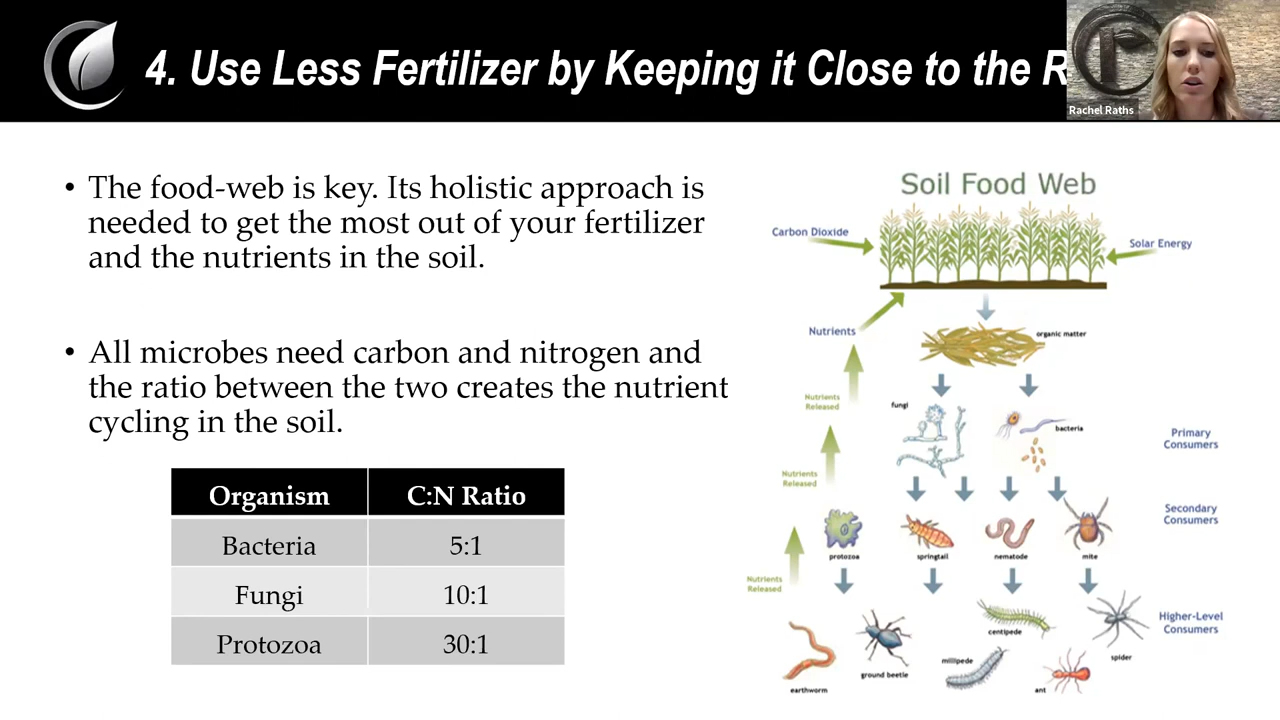 4. Use Less Fertilizer by Keeping it Close to the R
Rachel Raths
• The food-web is key. Its holistic approach is
needed to get the most out of your fertilizer
and the nutrients in the soil.
• All microbes need carbon and nitrogen and
the ratio between the two creates the nutrient
cycling in the soil.
Organism C:N Ratio
Bacteria 5:1
Fungi 10:1
Protozoa 30:1
Soil Food Web
Carbon Dioxide
Solar Energy
Nutrients
organic matter
Nutrients
Released
fungi
bacteria
Primary
Consumers
Nutrients
Released
Secondary
Consumers
protozoa
springtail
nematode
mite
Nutrients
Released
Higher-Level
Consumers
centipede
spider
millipede
ground beetle
earthworm
ant